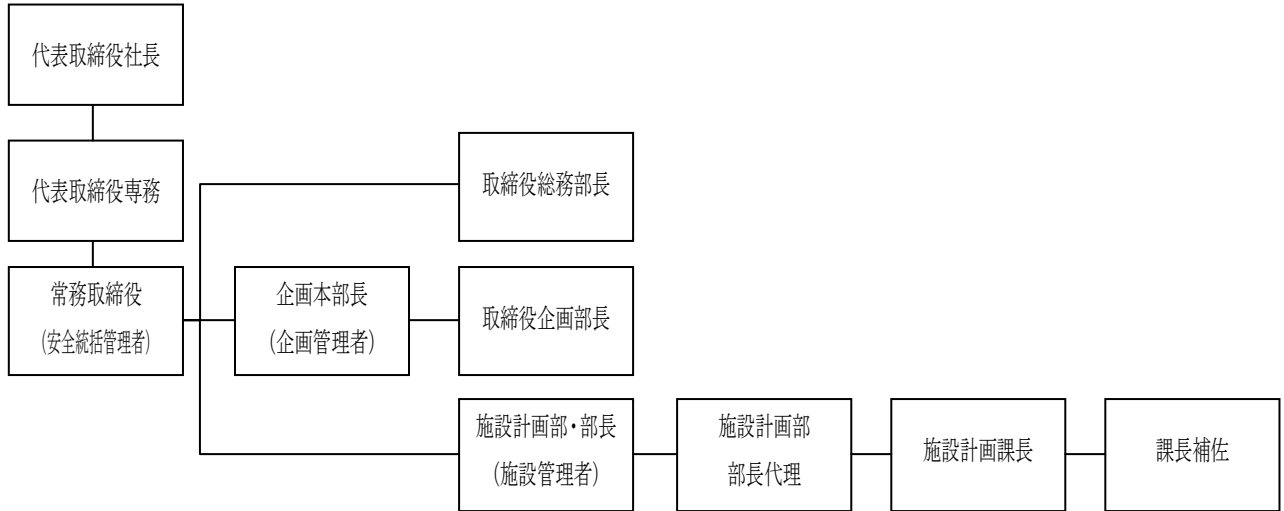 代表取締役社長
代表取締役専務
取締役総務部長
常務取締役
(安全統括管理者)
企画本部長
(企画管理者)
取締役企画部長
施設計画部・部長
(施設管理者)
施設計画部
部長代理
施設計画課長
課長補佐